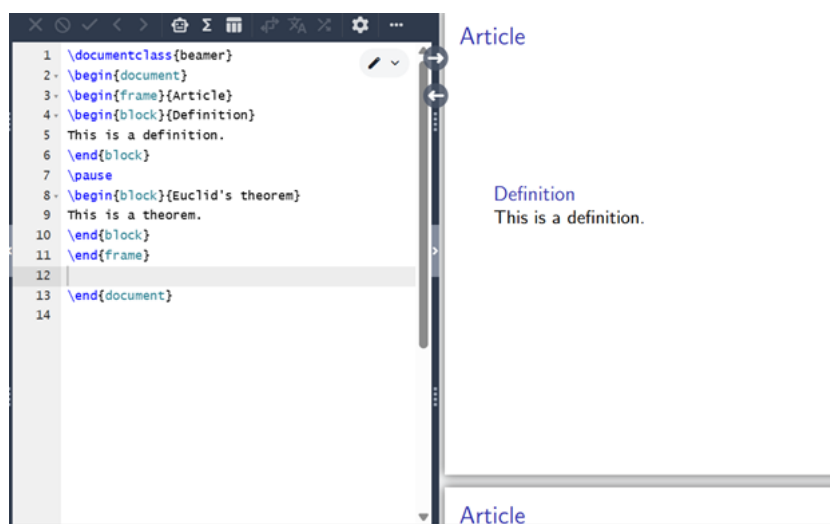 1 \documentclass{beamer}
2 \begin{document}
3 \begin{frame}{Article}
4 \begin{block}{Definition}
5 This is a definition.
6 \end{block}
7 \pause
8 \begin{block}{Euclid's theorem}
9 This is a theorem.
10 \end{block}
11 \end{frame}
12
13 \end{document}
14
Article
Definition
This is a definition.
Article